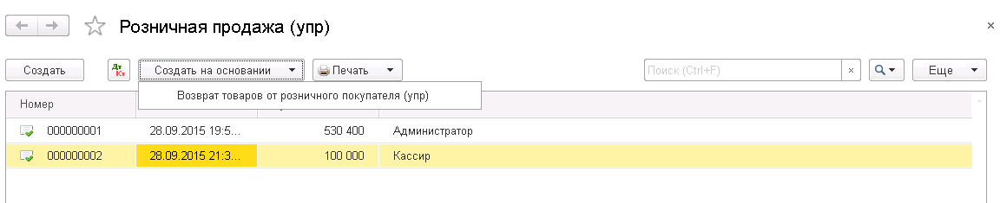 Розничная продажа (упр)
×
Создать
Дт Кт
Создать на основании
Печать
Поиск (Ctrl+F)
×
Еще
Возврат товаров от розничного покупателя (упр)
Номер
000000001 28.09.2015 19:5... 530 400 Администратор
000000002 28.09.2015 21:3... 100 000 Кассир